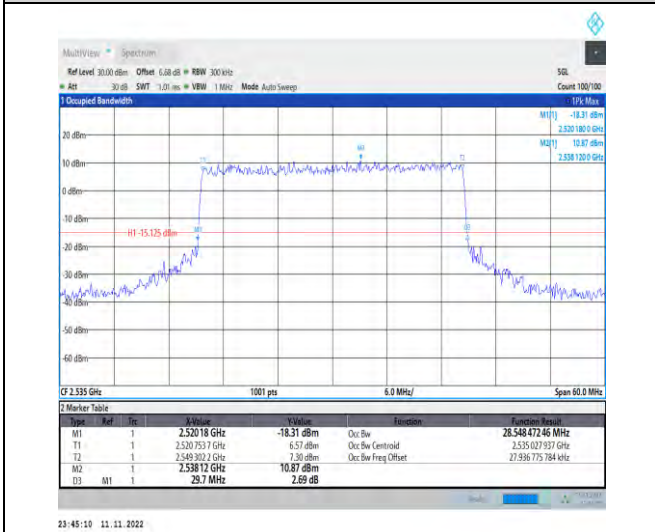 MultiView Spectrum
Ref Level 30.00 dBm Offset 6.68 dB RBW 300 kHz SGL
Att 30 dB SWT 1.01 ms VBW 1 MHz Mode Auto Sweep Count 100/100
1 Occupied Bandwidth 1Pk Max
M1[1] -18.31 dBm
2.520 180 0 GHz
M2[1] 10.87 dBm
2.538 120 0 GHz
20 dBm
M2
T1 T2
10 dBm
0 dBm
-10 dBm
H1 -15.125 dBm M1 D3
-20 dBm
-30 dBm
-40 dBm
-50 dBm
-60 dBm
CF 2.535 GHz 1001 pts 6.0 MHz/ Span 60.0 MHz
2 Marker Table
Type Ref Trc X-Value Y-Value Function Function Result
M1 1 2.52018 GHz -18.31 dBm Occ Bw 28.548 472 46 MHz
T1 1 2.520 753 7 GHz 6.57 dBm Occ Bw Centroid 2.535 027 937 GHz
T2 1 2.549 302 2 GHz 7.30 dBm Occ Bw Freq Offset 27.936 775 784 kHz
M2 1 2.53812 GHz 10.87 dBm
D3 M1 1 29.7 MHz 2.69 dB
23:45:10 11.11.2022